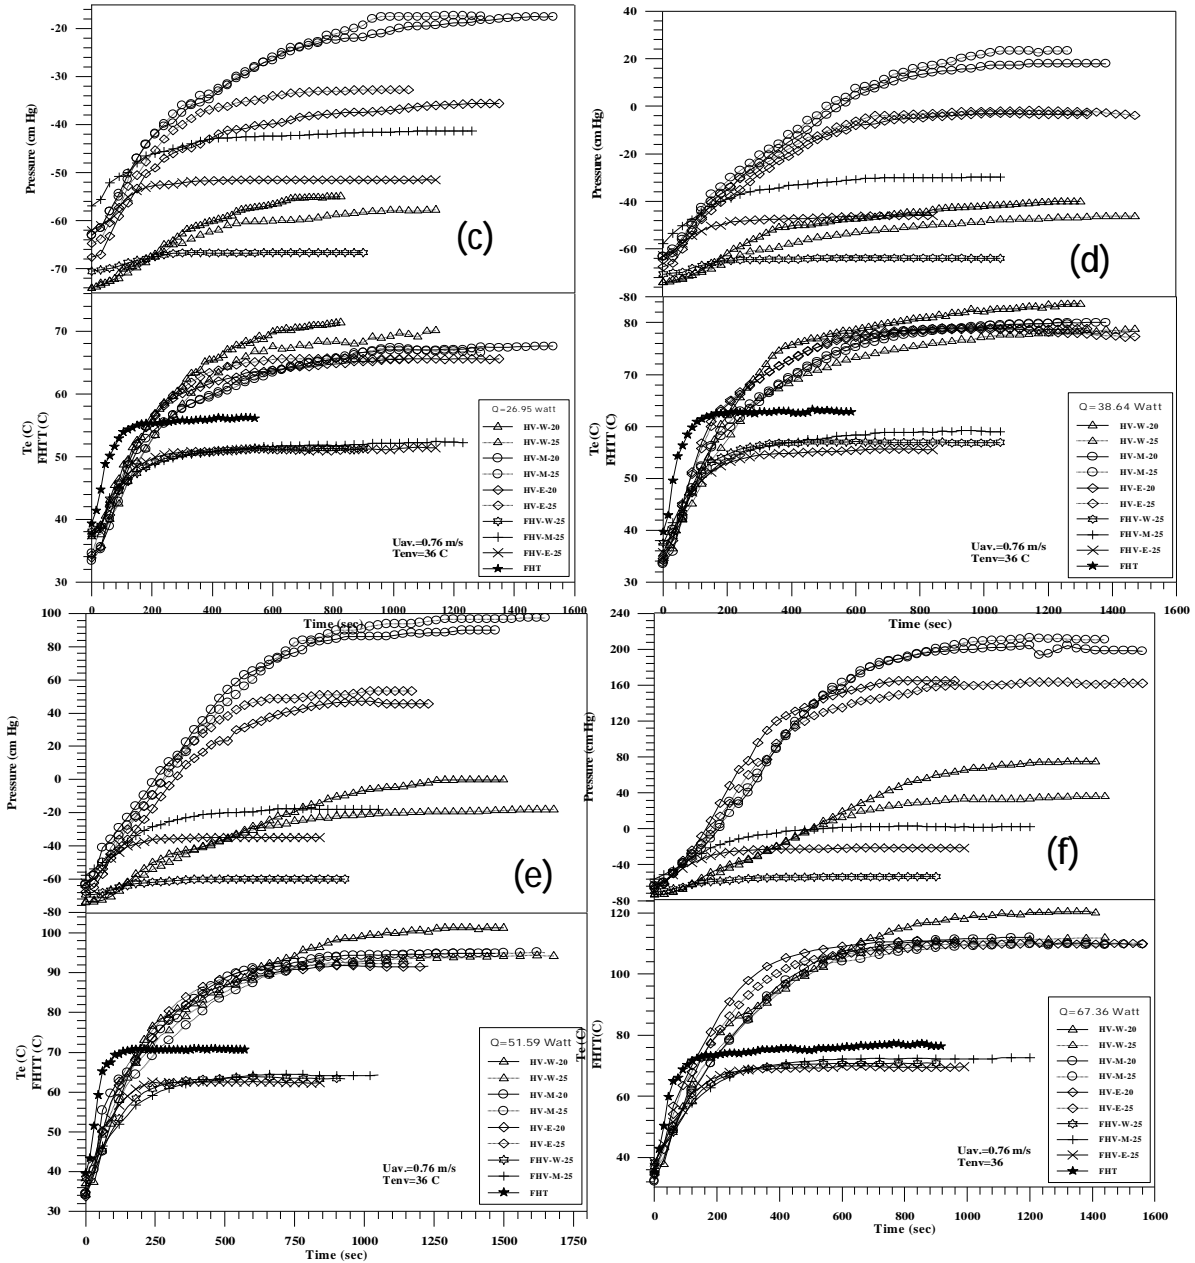 -15
-20
-30
-40
-50
-60
-70
Pressure (cm Hg)
(c)
70
60
50
40
30
Te (C)
FHTT (C)
Q=26.95 watt
HV-W-20
HV-W-25
HV-M-20
HV-M-25
HV-E-20
HV-E-25
FHV-W-25
FHV-M-25
FHV-E-25
FHT
Uav.=0.76 m/s
Tenv=36 C
0 200 400 600 800 1000 1200 1400 1600
Time (sec)
40
20
0
-20
-40
-60
-80
Pressure (cm Hg)
(d)
80
70
60
50
40
30
Te (C)
FHTT (C)
Q=38.64 Watt
HV-W-20
HV-W-25
HV-M-20
HV-M-25
HV-E-20
HV-E-25
FHV-W-25
FHV-M-25
FHV-E-25
FHT
Uav.=0.76 m/s
Tenv=36 C
0 200 400 600 800 1000 1200 1400 1600
Time (sec)
100
80
60
40
20
0
-20
-40
-60
-80
Pressure (cm Hg)
(e)
100
90
80
70
60
50
40
30
Te (C)
FHTT (C)
Q=51.59 Watt
HV-W-20
HV-W-25
HV-M-20
HV-M-25
HV-E-20
HV-E-25
FHV-W-25
FHV-M-25
FHT
Uav.=0.76 m/s
Tenv=36 C
0 250 500 750 1000 1250 1500 1750
Time (sec)
240
200
160
120
80
40
0
-40
-80
Pressure (cm Hg)
(f)
120
100
80
60
40
Te (C)
FHTT(C)
Q=67.36 Watt
HV-W-20
HV-W-25
HV-M-20
HV-M-25
HV-E-20
HV-E-25
FHV-W-25
FHV-M-25
FHV-E-25
FHT
Uav.=0.76 m/s
Tenv=36
0 200 400 600 800 1000 1200 1400 1600
Time (sec)